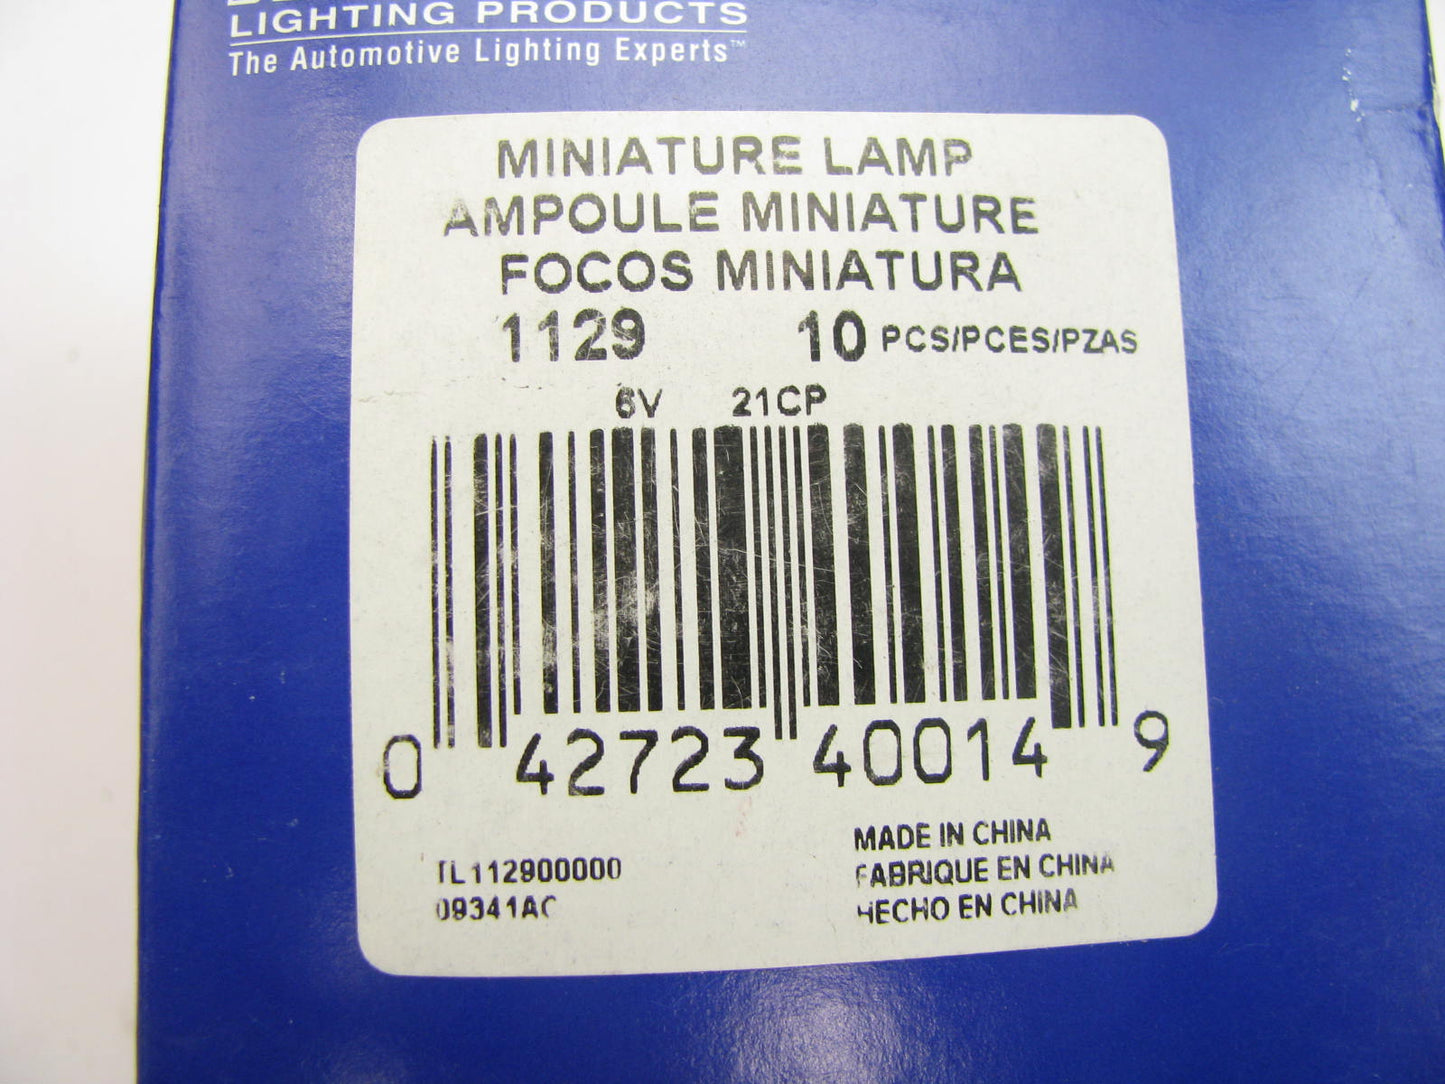 LIGHTING PRODUCTS
The Automotive Lighting Experts™
MINIATURE LAMP
AMPOULE MINIATURE
FOCOS MINIATURA
1129 10 PCS/PCES/PZAS
6V 21CP
0 42723 40014 9
TL112900000
09341AC
MADE IN CHINA
FABRIQUE EN CHINA
HECHO EN CHINA